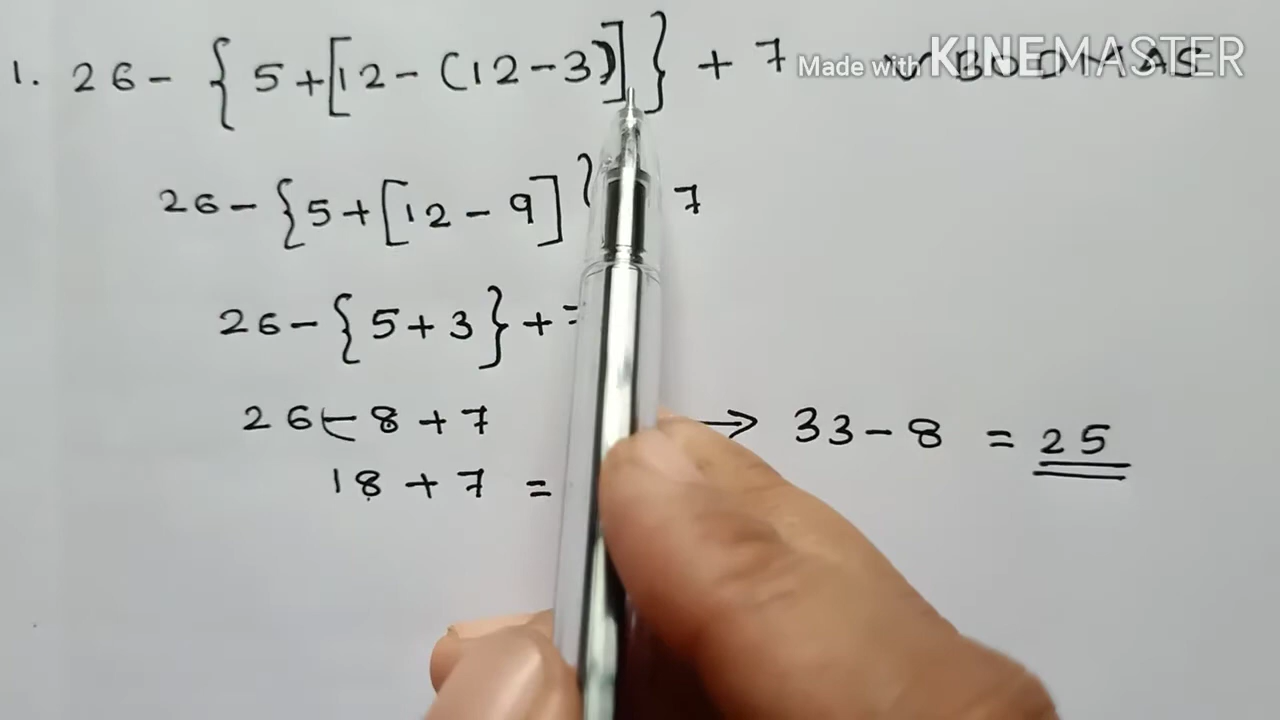 1. 26 - { 5 + [12 - (12 - 3)] } + 7 BODMAS
Made with KINEMASTER
26 - { 5 + [12 - 9] } 7
26 - { 5 + 3 } +
26 - 8 + 7 → 33 - 8 = 25
18 + 7 =